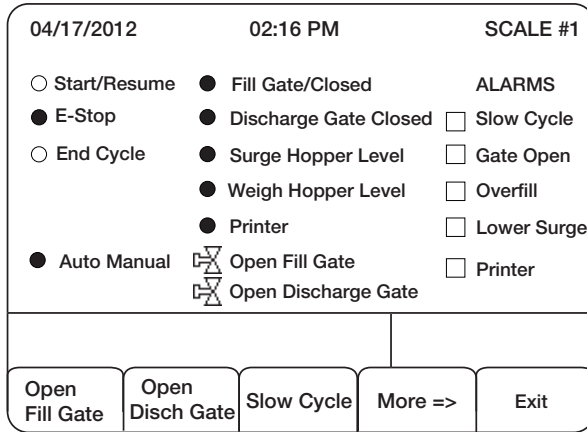 04/17/2012 02:16 PM SCALE #1
Start/Resume Fill Gate/Closed ALARMS
E-Stop Discharge Gate Closed Slow Cycle
End Cycle Surge Hopper Level Gate Open
Weigh Hopper Level Overfill
Printer Lower Surge
Auto Manual Open Fill Gate Printer
Open Discharge Gate
Open Fill Gate
Open Disch Gate
Slow Cycle
More =>
Exit